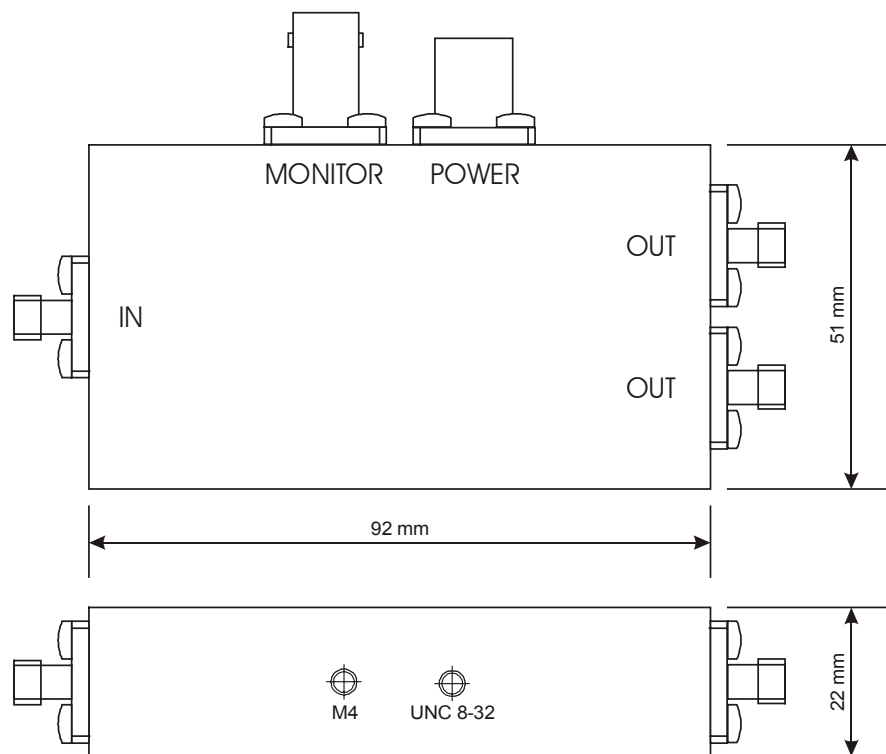 MONITOR POWER
OUT
IN
51 mm
OUT
92 mm
22 mm
M4 UNC 8-32